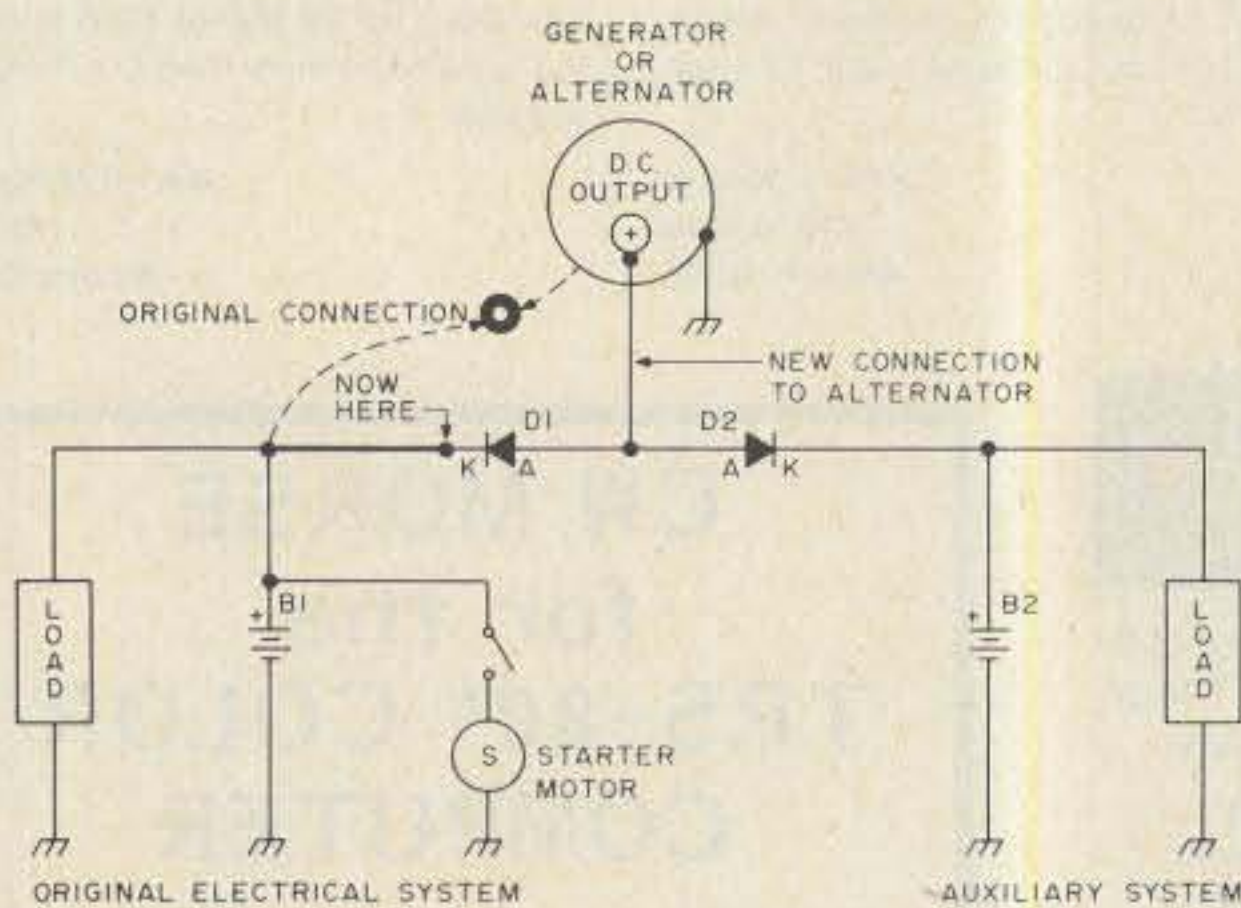 GENERATOR
OR
ALTERNATOR
D.C.
OUTPUT
+
ORIGINAL CONNECTION
NEW CONNECTION
TO ALTERNATOR
NOW
HERE
D1
D2
K
A
A
K
LOAD
+
B1
S
STARTER
MOTOR
+
B2
LOAD
ORIGINAL ELECTRICAL SYSTEM
AUXILIARY SYSTEM